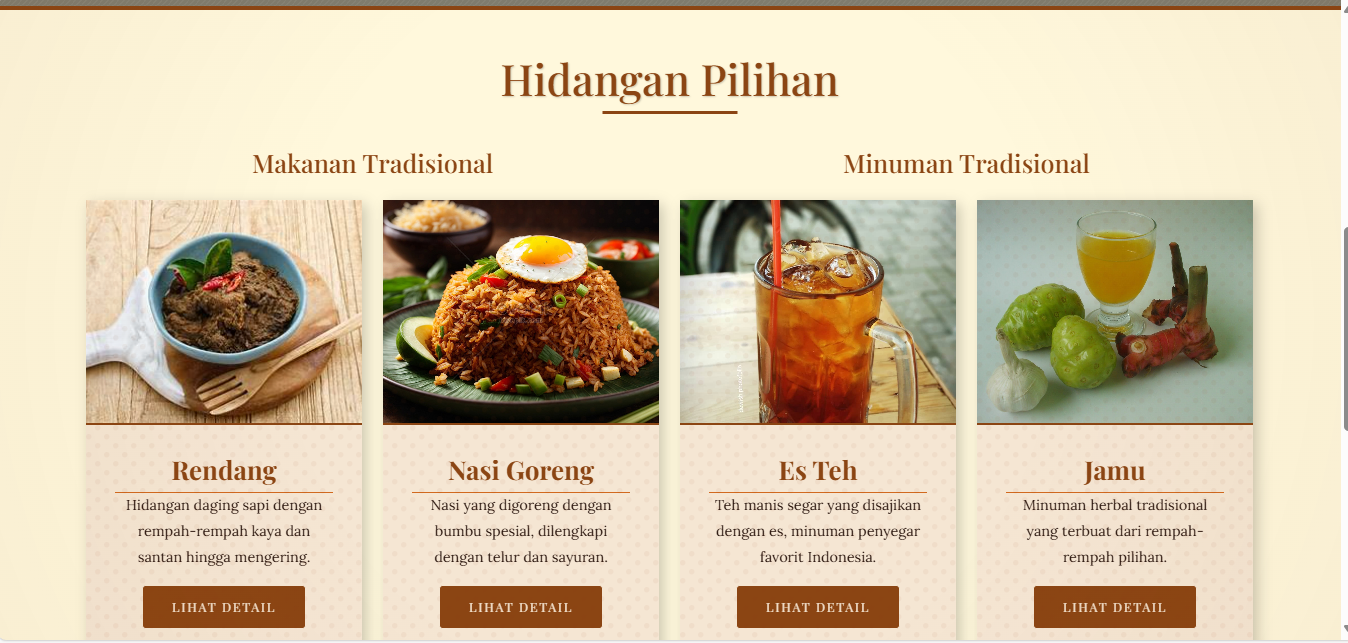 Hidangan Pilihan
Makanan Tradisional
Minuman Tradisional
Rendang
Hidangan daging sapi dengan
rempah-rempah kaya dan
santan hingga mengering.
LIHAT DETAIL
Nasi Goreng
Nasi yang digoreng dengan
bumbu spesial, dilengkapi
dengan telur dan sayuran.
LIHAT DETAIL
Es Teh
Teh manis segar yang disajikan
dengan es, minuman penyegar
favorit Indonesia.
LIHAT DETAIL
Jamu
Minuman herbal tradisional
yang terbuat dari rempah-
rempah pilihan.
LIHAT DETAIL